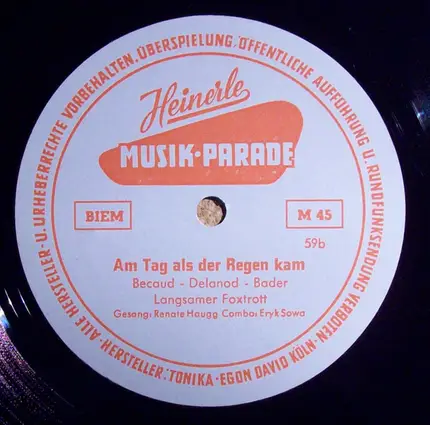 ALLE HERSTELLER- U. URHEBERRECHTE VORBEHALTEN. ÜBERSPIELUNG, ÖFFENTLICHE AUFFÜHRUNG U. RUNDFUNKSENDUNG VERBOTEN.
Heinerle
MUSIK·PARADE
BIEM
M 45
59b
Am Tag als der Regen kam
Becaud - Delanod - Bader
Langsamer Foxtrott
Gesang: Renate Haugg Combo: Eryk Sowa
HERSTELLER: TONIKA·EGON DAVID KÖLN